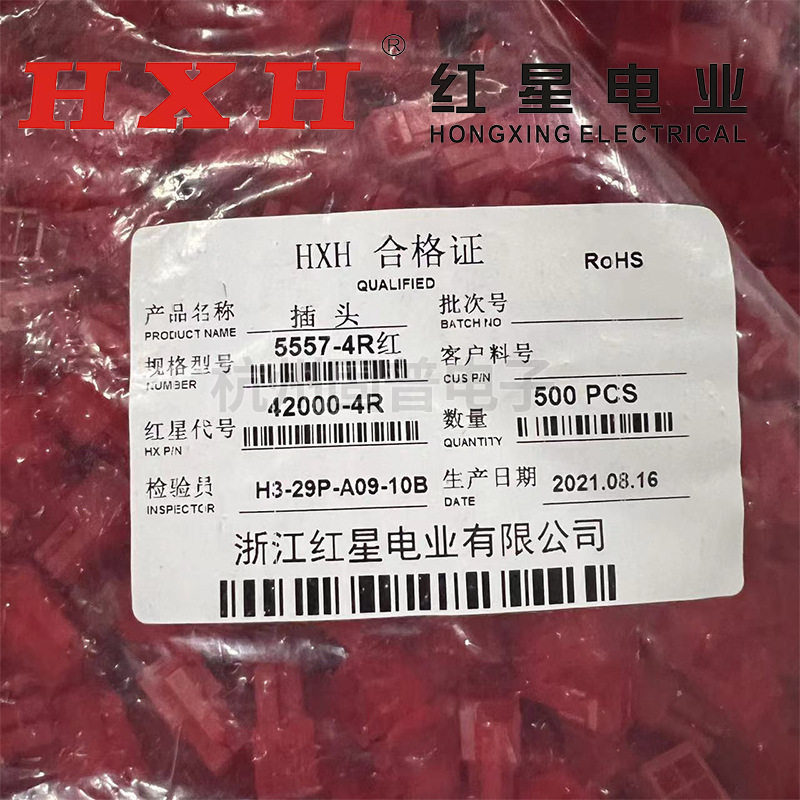 HXH ® 红星电业
HONGXING ELECTRICAL
HXH 合格证 RoHS
QUALIFIED
产品名称 插头 批次号
PRODUCT NAME BATCH NO
规格型号 5557-4R红 客户料号
NUMBER CUS P/N
红星代号 42000-4R 数量 500 PCS
HX P/N QUANTITY
检验员 H3-29P-A09-10B 生产日期 2021.08.16
INSPECTOR DATE
浙江红星电业有限公司